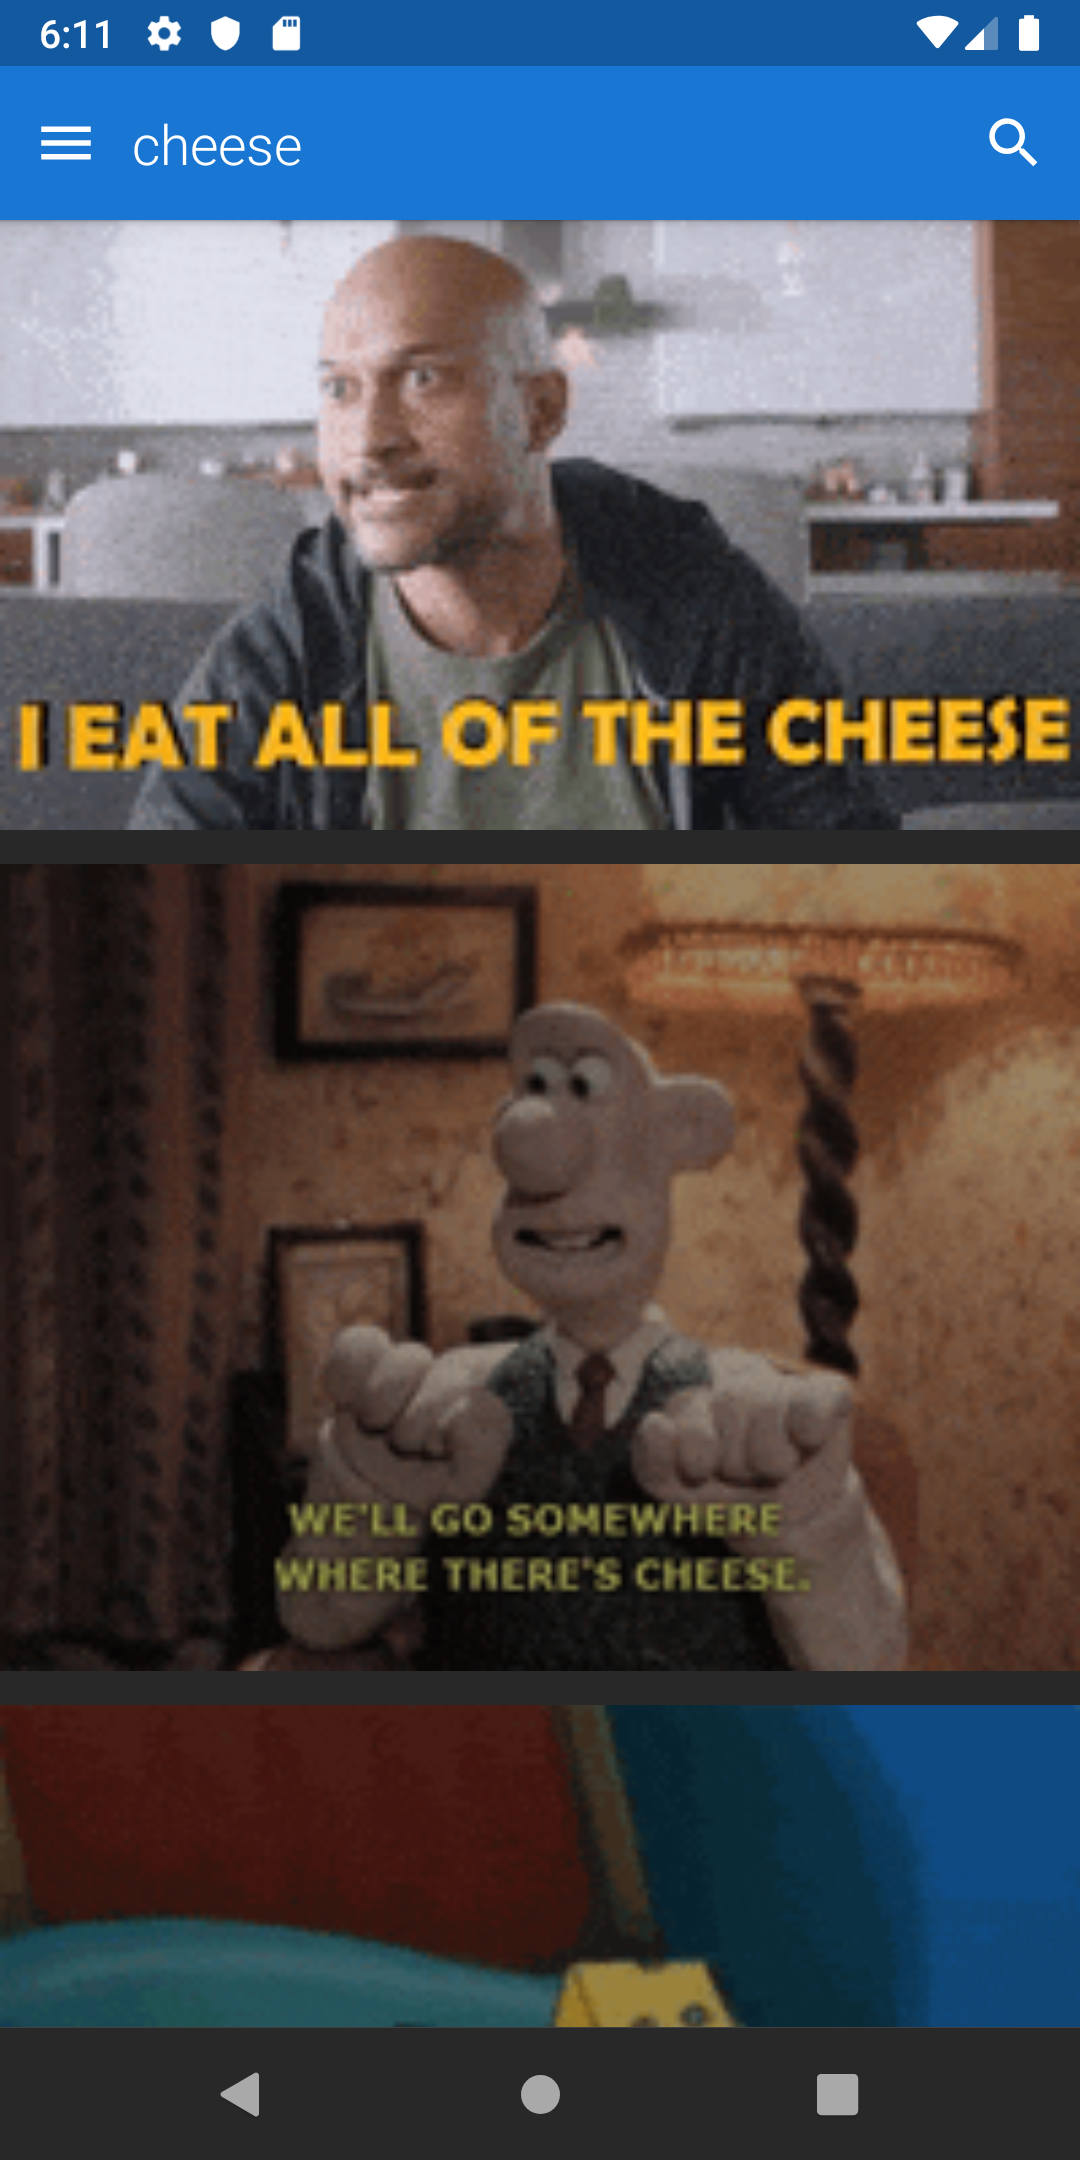 6:11
cheese
I EAT ALL OF THE CHEESE
WE'LL GO SOMEWHERE
WHERE THERE'S CHEESE.